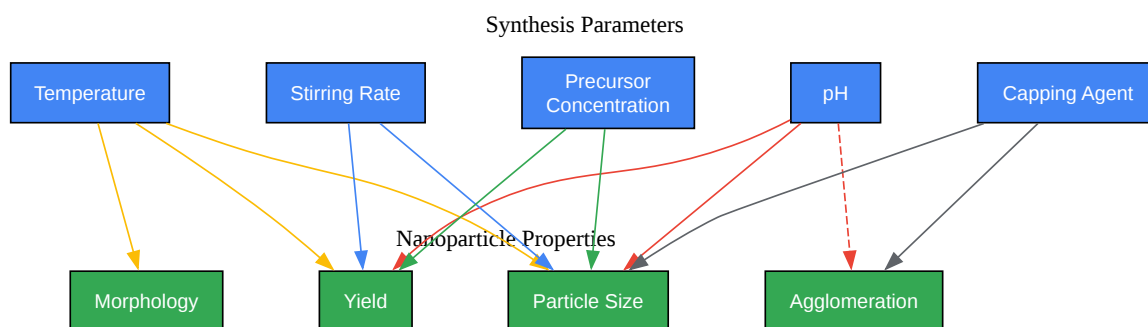 Synthesis Parameters
Temperature
Stirring Rate
Precursor
Concentration
pH
Capping Agent
Nanoparticle Properties
Morphology
Yield
Particle Size
Agglomeration